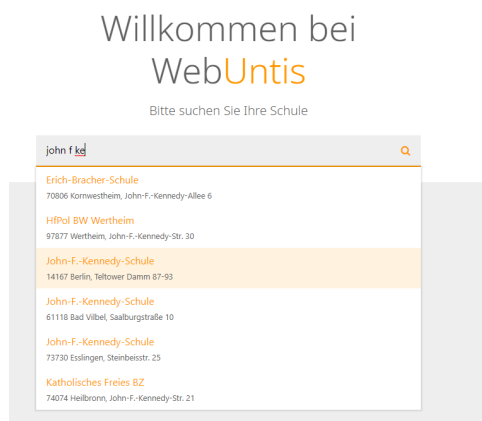 Willkommen bei
WebUntis
Bitte suchen Sie Ihre Schule
john f ke
Erich-Bracher-Schule
70806 Kornwestheim, John-F.-Kennedy-Allee 6
HfPol BW Wertheim
97877 Wertheim, John-F.-Kennedy-Str. 30
John-F.-Kennedy-Schule
14167 Berlin, Teltower Damm 87-93
John-F.-Kennedy-Schule
61118 Bad Vilbel, Saalburgstraße 10
John-F.-Kennedy-Schule
73730 Esslingen, Steinbeisstr. 25
Katholisches Freies BZ
74074 Heilbronn, John-F.-Kennedy-Str. 21